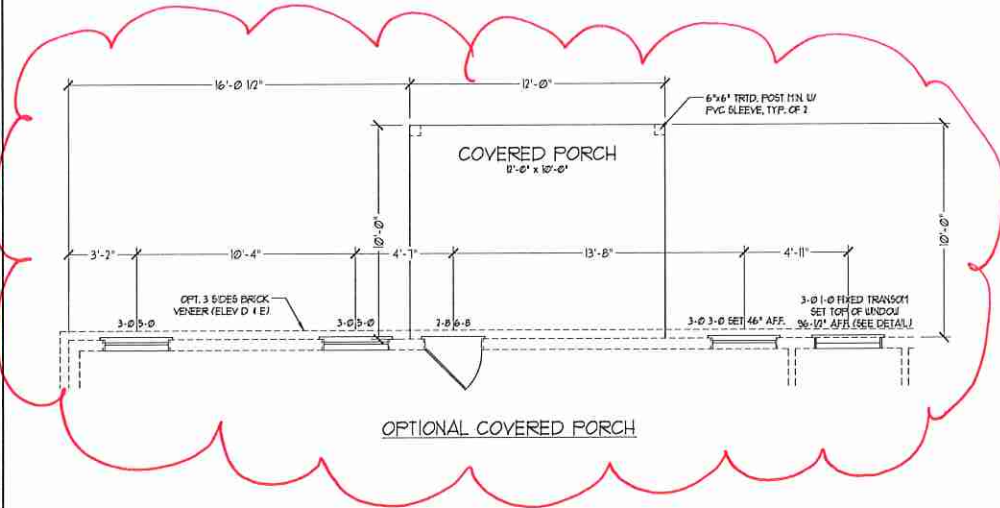 16'-0 1/2"
12'-0"
6"x6" TRTD. POST MIN. W/
PVC SLEEVE, TYP. OF 2
COVERED PORCH
12'-0" x 10'-0"
10'-0"
10'-0"
3'-2"
10'-4"
4'-7"
13'-8"
4'-11"
OPT. 3 SIDES BRICK
VENEER (ELEV D & E)
3-0 1-0 FIXED TRANSOM
SET TOP OF WINDOW
96-1/2" AFF. (SEE DETAIL)
3-0 5-0
3-0 5-0
2-8 6-8
3-0 3-0 SET 46" AFF.
OPTIONAL COVERED PORCH